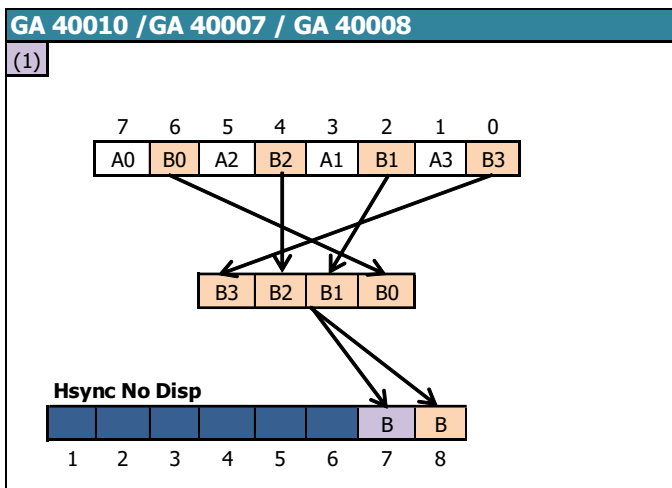 GA 40010 /GA 40007 / GA 40008
(1)
7 6 5 4 3 2 1 0
A0 B0 A2 B2 A1 B1 A3 B3
B3 B2 B1 B0
Hsync No Disp
B B
1 2 3 4 5 6 7 8